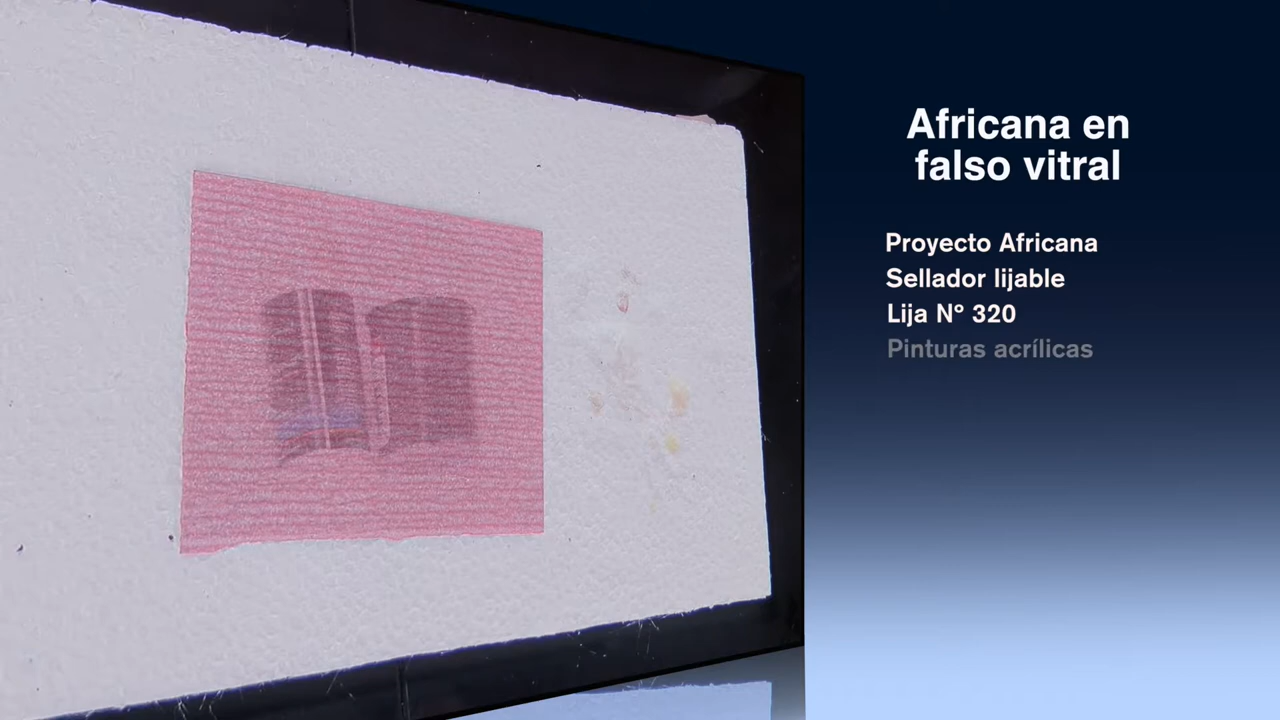 Africana en
falso vitral
Proyecto Africana
Sellador lijable
Lija N° 320
Pinturas acrílicas